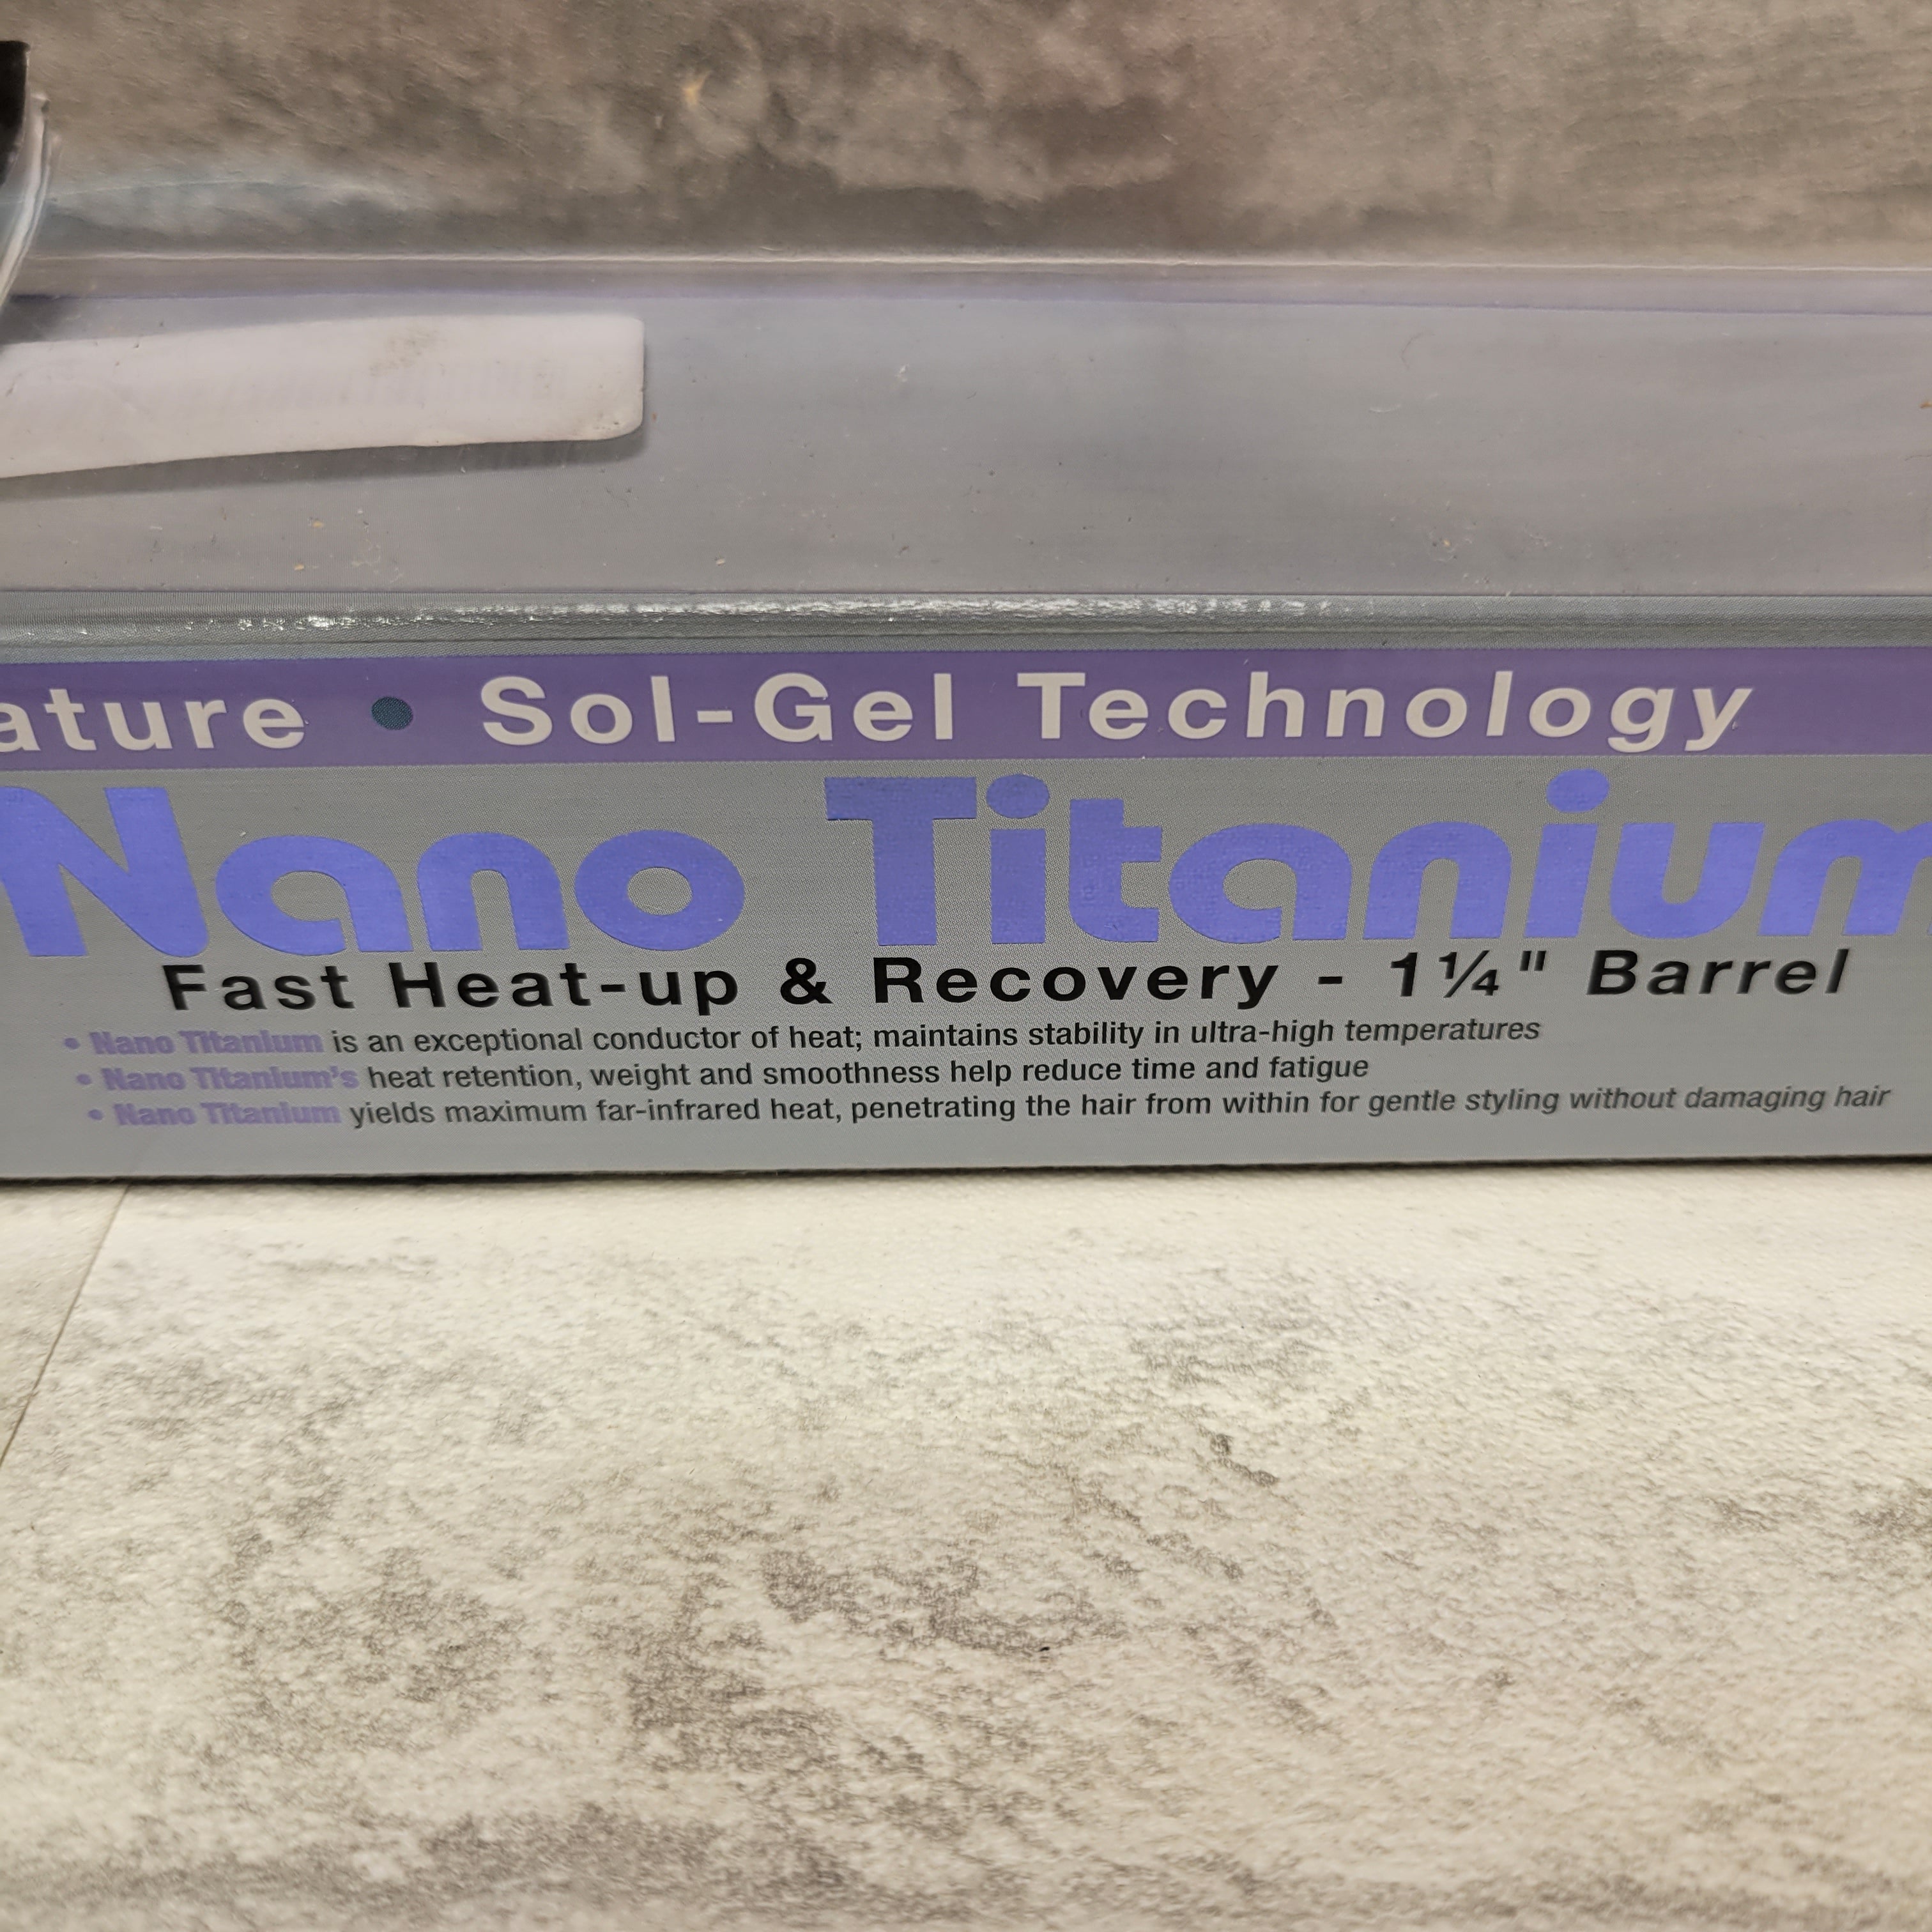 ature • Sol-Gel Technology
Nano Titanium
Fast Heat-up & Recovery - 1¼" Barrel
• Nano Titanium is an exceptional conductor of heat; maintains stability in ultra-high temperatures
• Nano Titanium's heat retention, weight and smoothness help reduce time and fatigue
• Nano Titanium yields maximum far-infrared heat, penetrating the hair from within for gentle styling without damaging hair